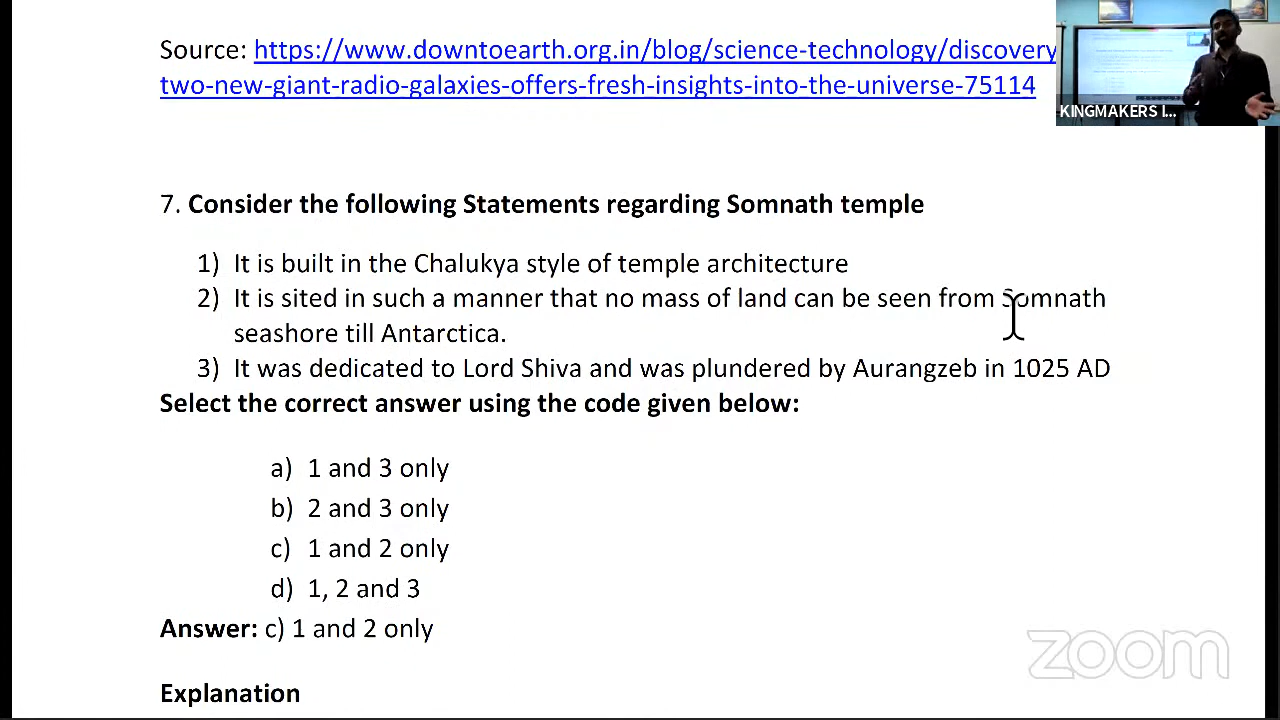 Source: https://www.downtoearth.org.in/blog/science-technology/discovery
two-new-giant-radio-galaxies-offers-fresh-insights-into-the-universe-75114
KINGMAKERS I...
7. Consider the following Statements regarding Somnath temple
1) It is built in the Chalukya style of temple architecture
2) It is sited in such a manner that no mass of land can be seen from Somnath
seashore till Antarctica.
3) It was dedicated to Lord Shiva and was plundered by Aurangzeb in 1025 AD
Select the correct answer using the code given below:
a) 1 and 3 only
b) 2 and 3 only
c) 1 and 2 only
d) 1, 2 and 3
Answer: c) 1 and 2 only
zoom
Explanation